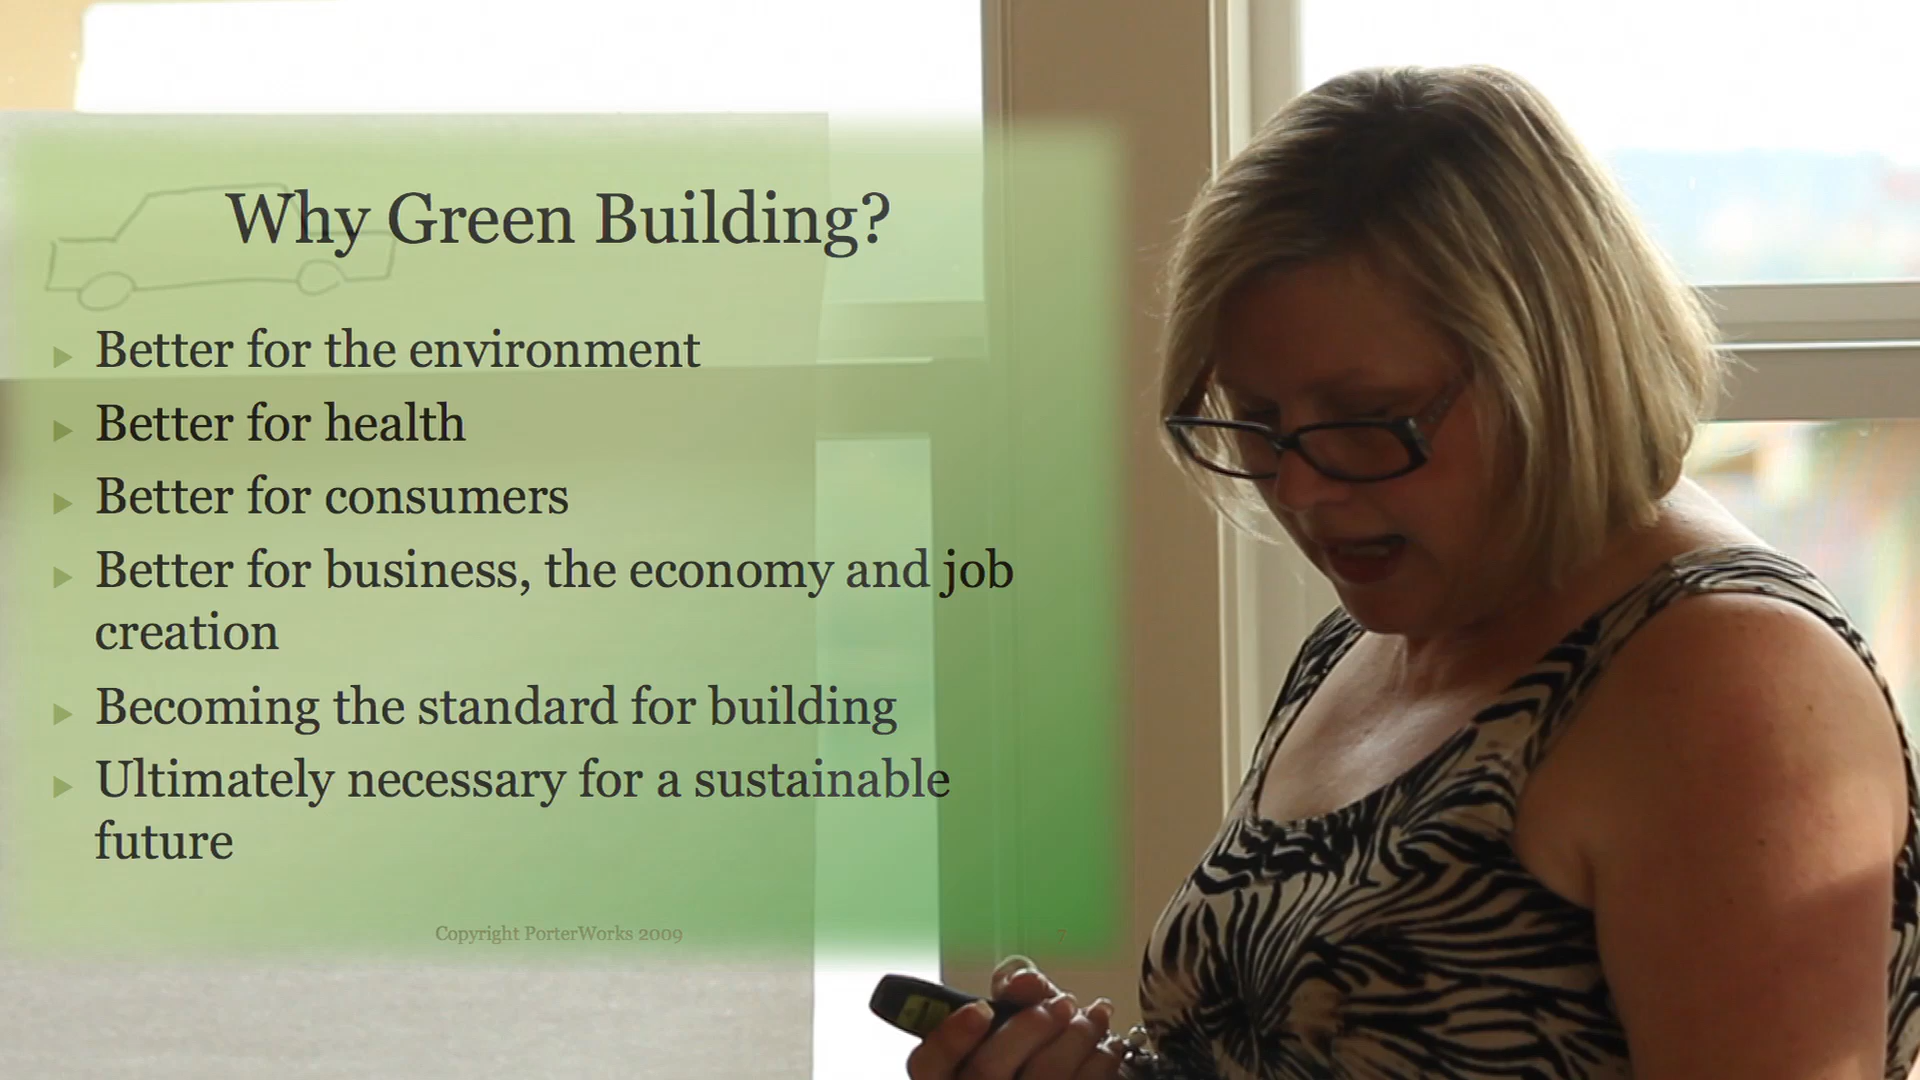 Why Green Building?
Better for the environment
Better for health
Better for consumers
Better for business, the economy and job
creation
Becoming the standard for building
Ultimately necessary for a sustainable
future
Copyright PorterWorks 2009
7